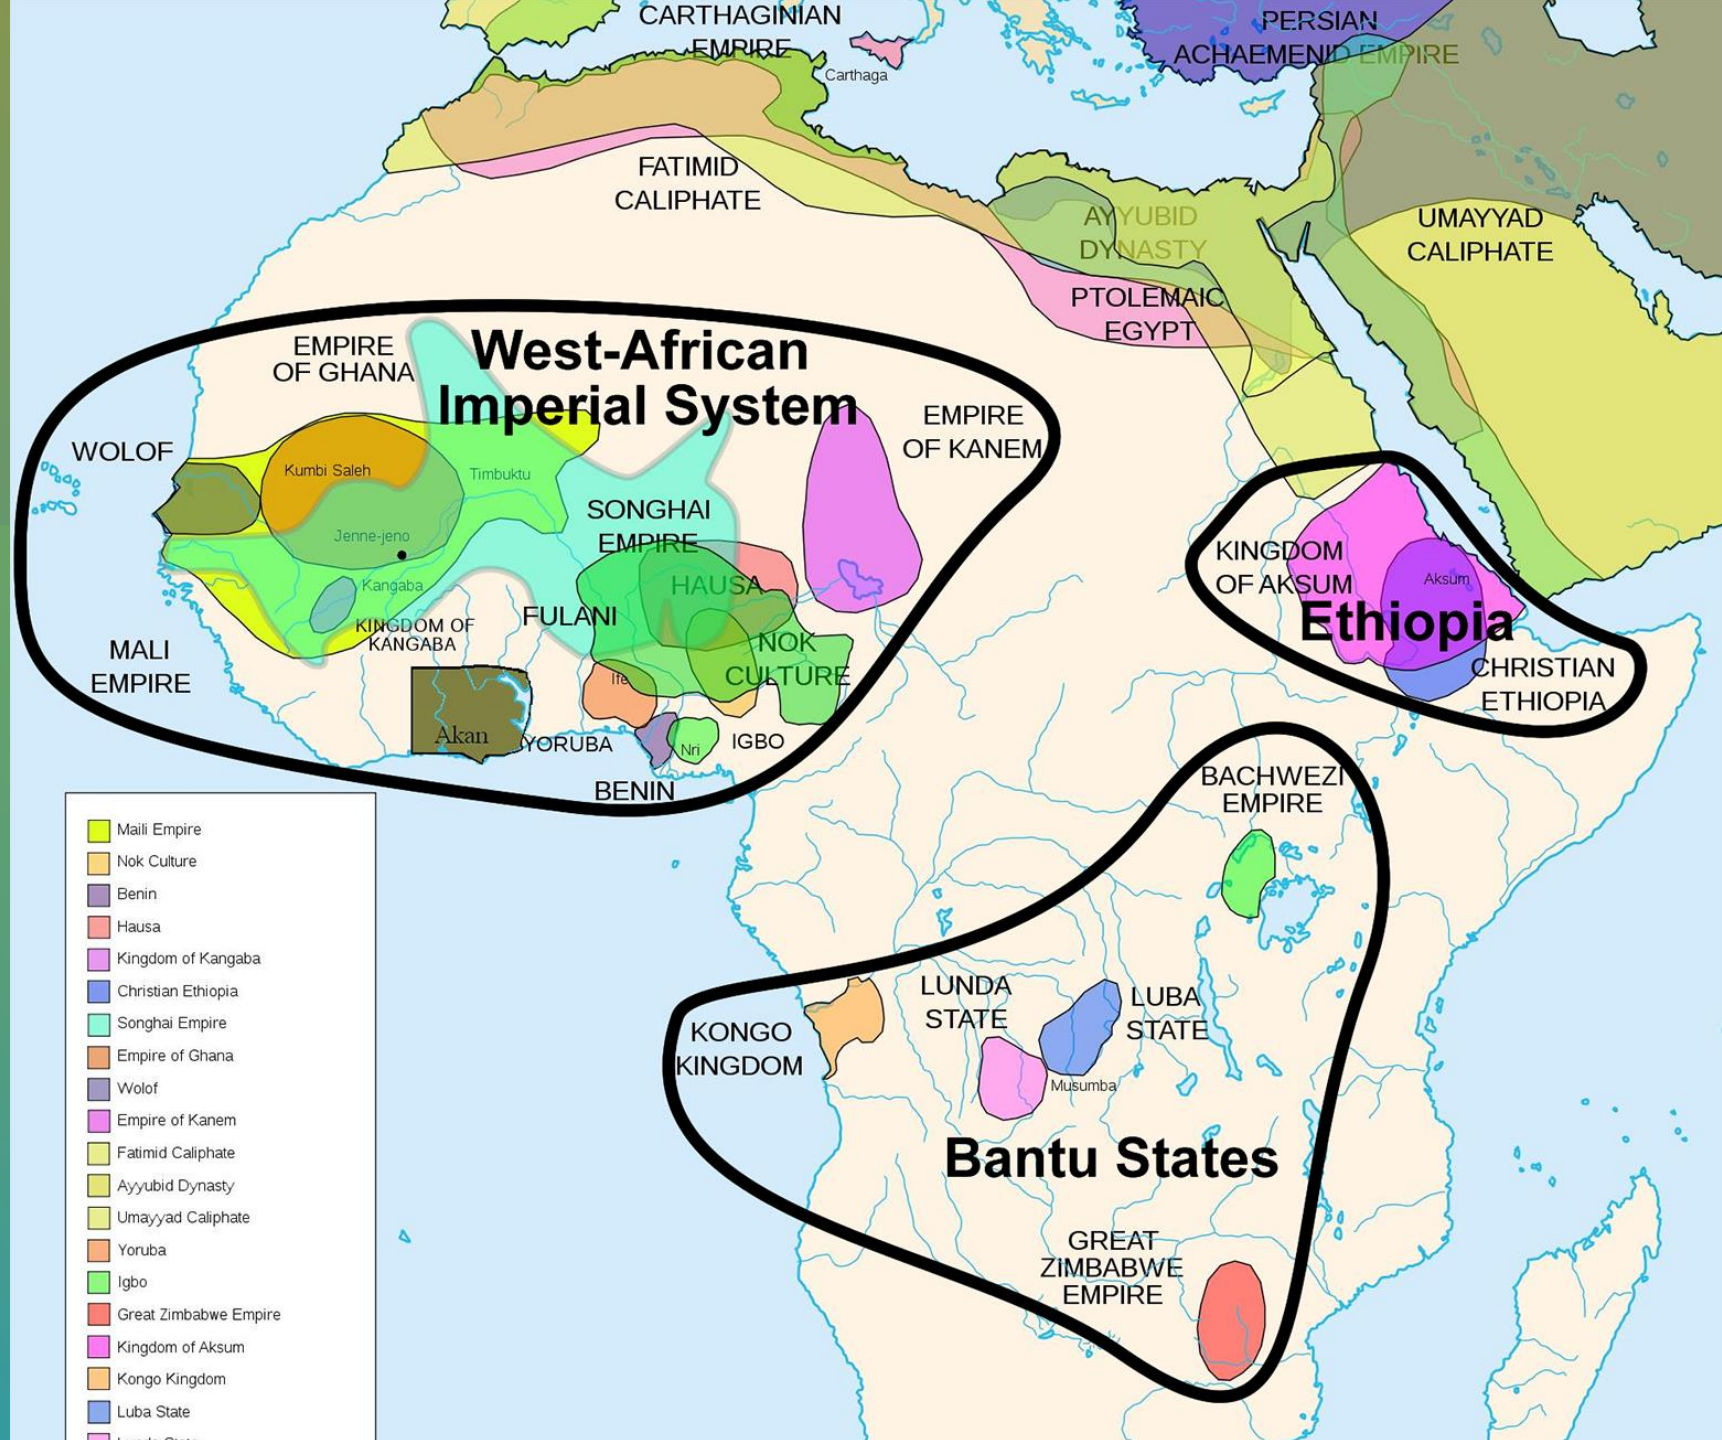 CARTHAGINIAN
EMPIRE
Carthaga
PERSIAN
ACHAEMENID EMPIRE
FATIMID
CALIPHATE
AYYUBID
DYNASTY
UMAYYAD
CALIPHATE
PTOLEMAIC
EGYPT
West-African
Imperial System
EMPIRE
OF GHANA
WOLOF
Kumbi Saleh
Timbuktu
EMPIRE
OF KANEM
SONGHAI
EMPIRE
Jenne-jeno
Kangaba
HAUSA
FULANI
KINGDOM OF
KANGABA
MALI
EMPIRE
NOK
CULTURE
Ife
Akan
YORUBA
Nri
IGBO
BENIN
KINGDOM
OF AKSUM
Aksum
Ethiopia
CHRISTIAN
ETHIOPIA
BACHWEZI
EMPIRE
LUNDA
STATE
LUBA
STATE
KONGO
KINGDOM
Musumba
Bantu States
GREAT
ZIMBABWE
EMPIRE
Maili Empire
Nok Culture
Benin
Hausa
Kingdom of Kangaba
Christian Ethiopia
Songhai Empire
Empire of Ghana
Wolof
Empire of Kanem
Fatimid Caliphate
Ayyubid Dynasty
Umayyad Caliphate
Yoruba
Igbo
Great Zimbabwe Empire
Kingdom of Aksum
Kongo Kingdom
Luba State